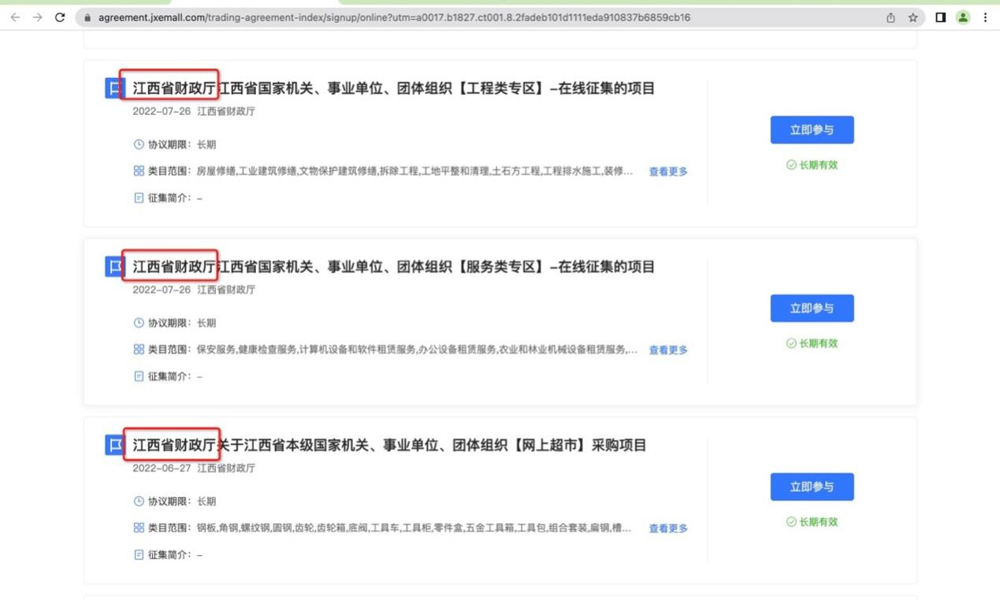 agreement.jxemall.com/trading-agreement-index/signup/online?utm=a0017.b1827.ct001.8.2fadeb101d1111eda910837b6859cb16
江西省财政厅江西省国家机关、事业单位、团体组织【工程类专区】-在线征集的项目
2022-07-26 江西省财政厅
立即参与
协议期限：长期
长期有效
类目范围：房屋修缮,工业建筑修缮,文物保护建筑修缮,拆除工程,工地平整和清理,土石方工程,工程排水施工,装修... 查看更多
征集简介：-
江西省财政厅江西省国家机关、事业单位、团体组织【服务类专区】-在线征集的项目
2022-07-26 江西省财政厅
立即参与
协议期限：长期
长期有效
类目范围：保安服务,健康检查服务,计算机设备和软件租赁服务,办公设备租赁服务,农业和林业机械设备租赁服务,... 查看更多
征集简介：-
江西省财政厅关于江西省本级国家机关、事业单位、团体组织【网上超市】采购项目
2022-06-27 江西省财政厅
立即参与
协议期限：长期
长期有效
类目范围：钢板,角钢,螺纹钢,圆钢,齿轮,齿轮箱,底阀,工具车,工具柜,零件盒,五金工具箱,工具包,组合套装,扁钢,槽... 查看更多
征集简介：-